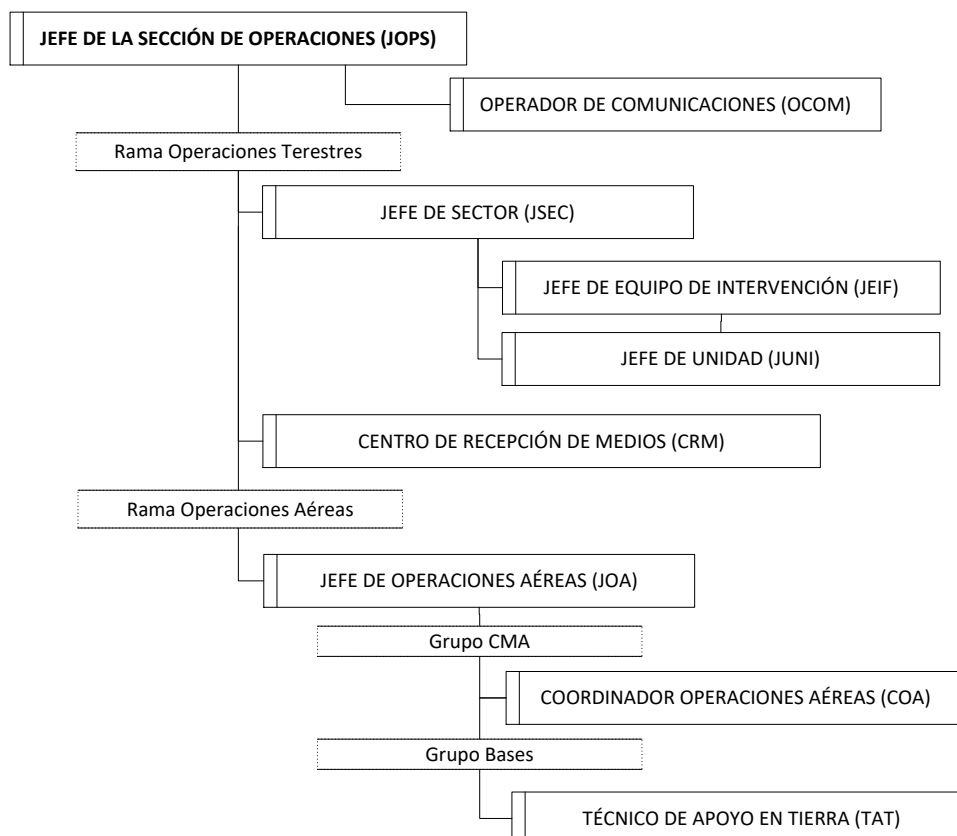 JEFE DE LA SECCIÓN DE OPERACIONES (JOPS)
OPERADOR DE COMUNICACIONES (OCOM)
Rama Operaciones Terestres
JEFE DE SECTOR (JSEC)
JEFE DE EQUIPO DE INTERVENCIÓN (JEIF)
JEFE DE UNIDAD (JUNI)
CENTRO DE RECEPCIÓN DE MEDIOS (CRM)
Rama Operaciones Aéreas
JEFE DE OPERACIONES AÉREAS (JOA)
Grupo CMA
COORDINADOR OPERACIONES AÉREAS (COA)
Grupo Bases
TÉCNICO DE APOYO EN TIERRA (TAT)